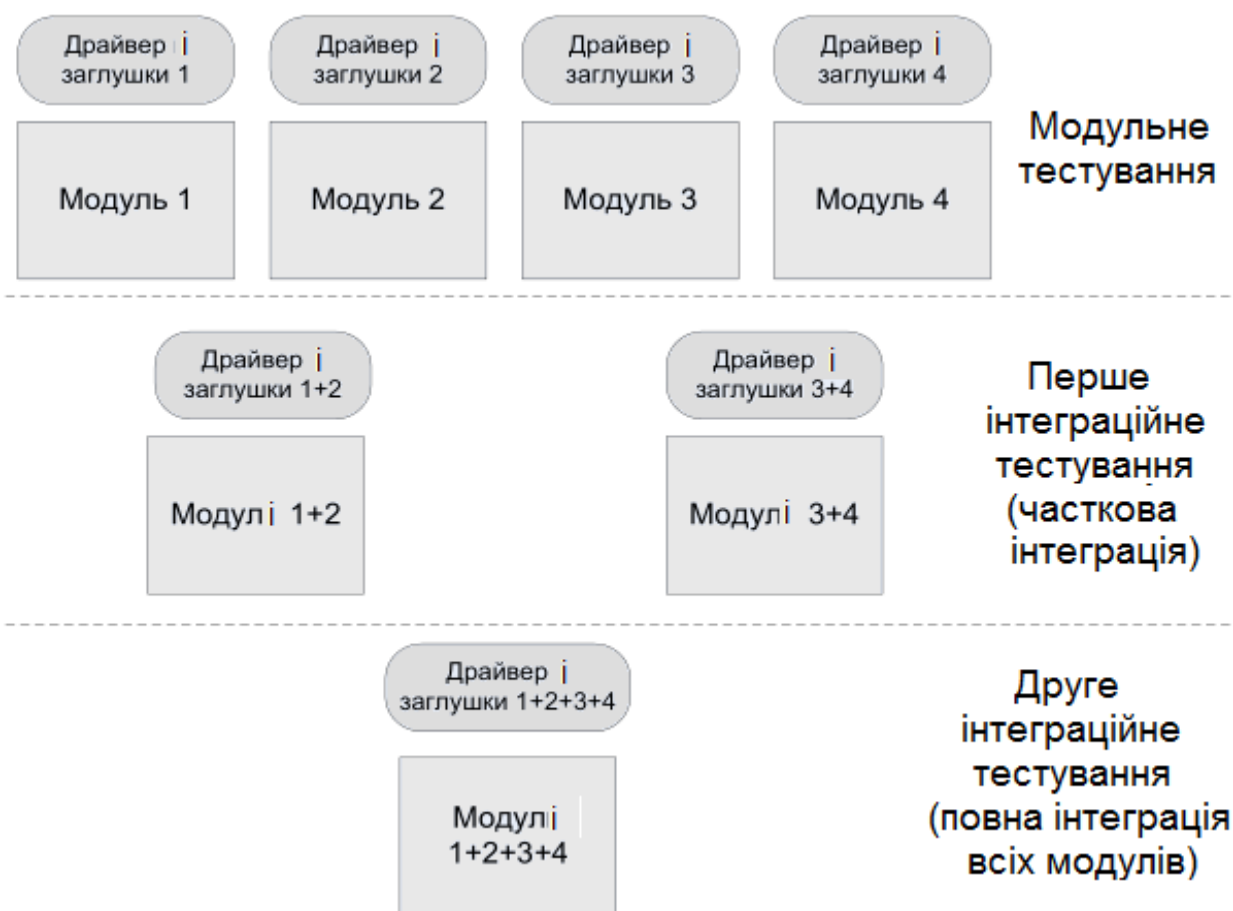 Драйвер і
заглушки 1
Драйвер і
заглушки 2
Драйвер і
заглушки 3
Драйвер і
заглушки 4
Модуль 1
Модуль 2
Модуль 3
Модуль 4
Модульне
тестування
Драйвер і
заглушки 1+2
Драйвер і
заглушки 3+4
Модулі 1+2
Модулі 3+4
Перше
інтеграційне
тестування
(часткова
інтеграція)
Драйвер і
заглушки 1+2+3+4
Модулі
1+2+3+4
Друге
інтеграційне
тестування
(повна інтеграція
всіх модулів)